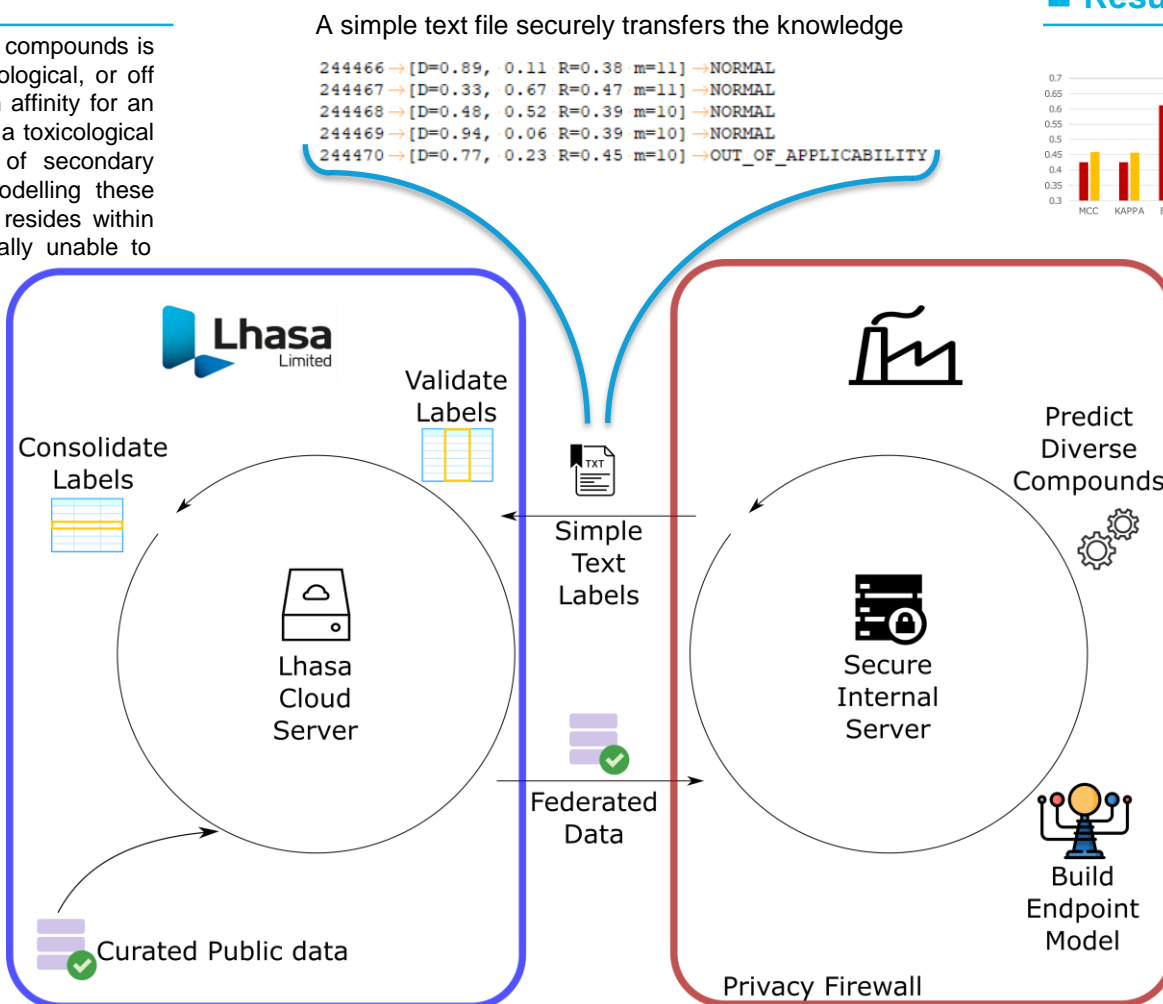 compounds is
ological, or off
affinity for an
a toxicological
of secondary
odelling these
resides within
ally unable to
A simple text file securely transfers the knowledge
244466→[D=0.89, 0.11 R=0.38 m=11]→NORMAL
244467→[D=0.33, 0.67 R=0.47 m=11]→NORMAL
244468→[D=0.48, 0.52 R=0.39 m=10]→NORMAL
244469→[D=0.94, 0.06 R=0.39 m=10]→NORMAL
244470→[D=0.77, 0.23 R=0.45 m=10]→OUT_OF_APPLICABILITY
Resu
0.7
0.65
0.6
0.55
0.5
0.45
0.4
0.35
0.3
MCC KAPPA
Lhasa
Limited
Validate
Labels
Consolidate
Labels
Lhasa
Cloud
Server
Curated Public data
TXT
Simple
Text
Labels
Federated
Data
Predict
Diverse
Compounds
Secure
Internal
Server
Build
Endpoint
Model
Privacy Firewall